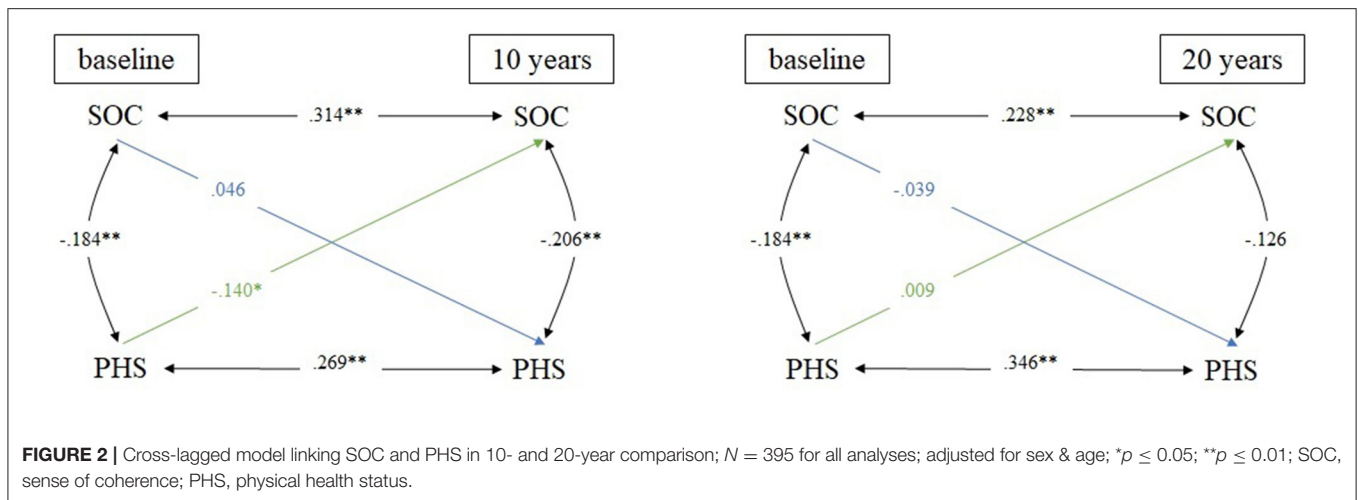 baseline 10 years baseline 20 years
SOC .314** SOC SOC .228** SOC
.046 -.039
-.184** -.206** -.184** -.126
-.140* .009
PHS .269** PHS PHS .346** PHS
FIGURE 2 | Cross-lagged model linking SOC and PHS in 10- and 20-year comparison; N = 395 for all analyses; adjusted for sex & age; *p ≤ 0.05; **p ≤ 0.01; SOC,
sense of coherence; PHS, physical health status.